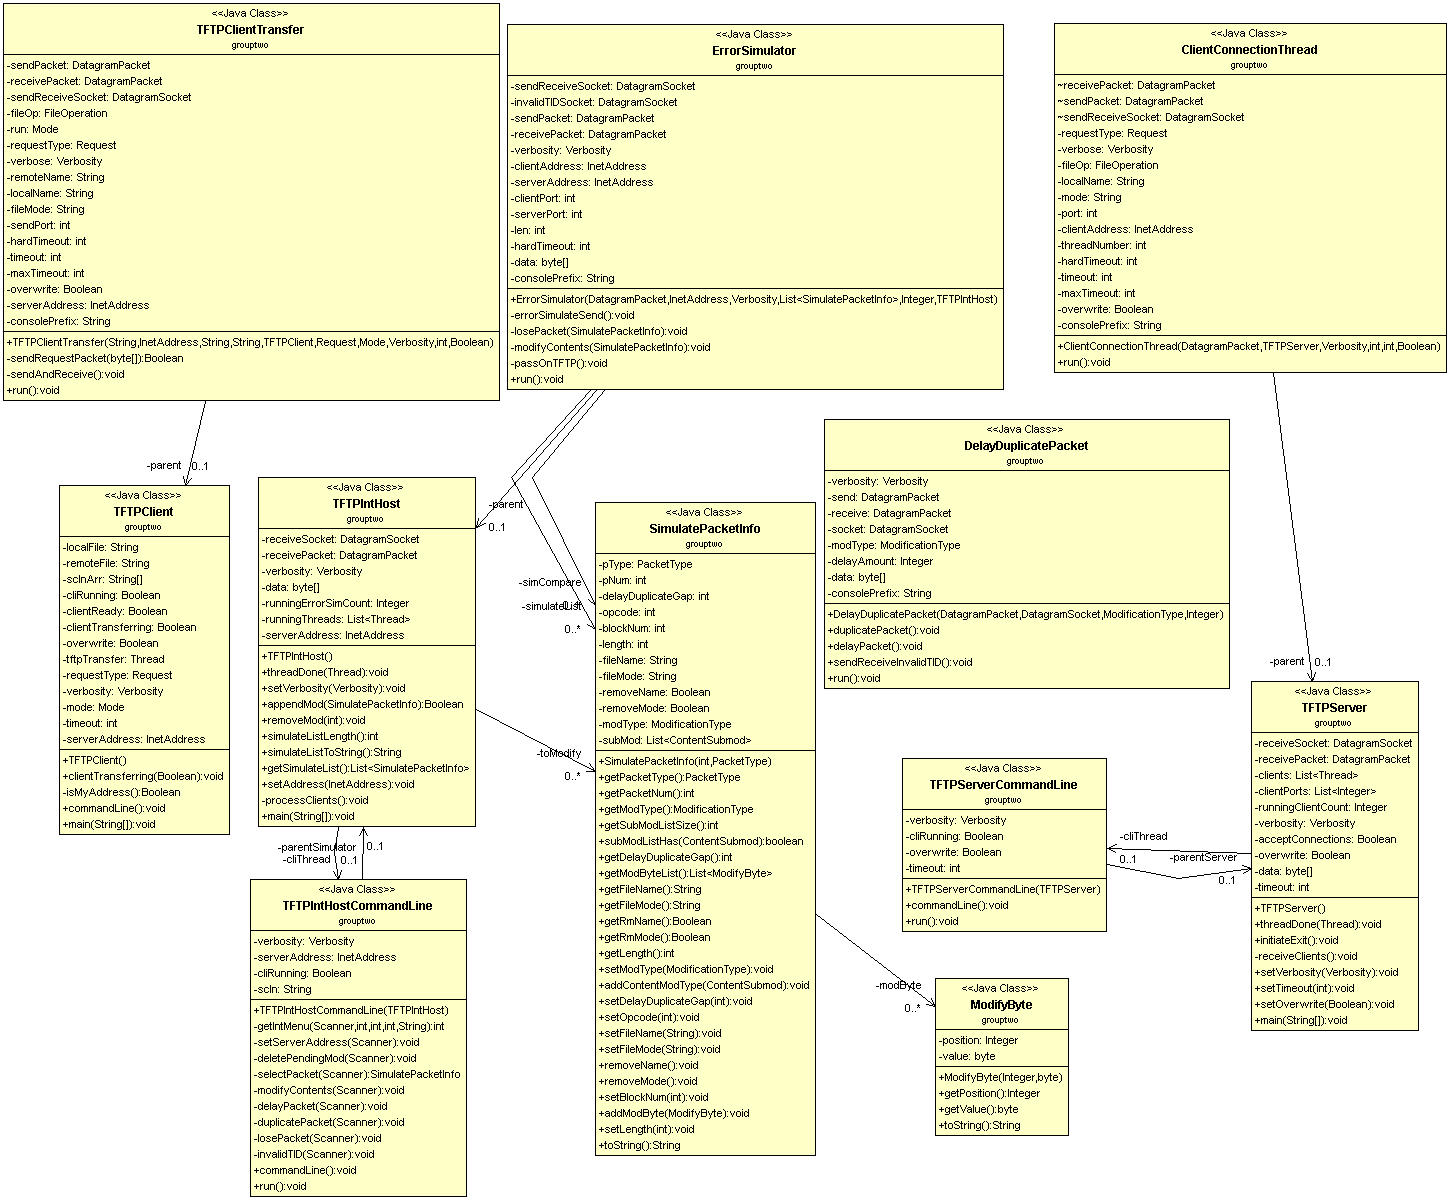 <<Java Class>>
TFTPClientTransfer
grouptwo
-sendPacket: DatagramPacket
-receivePacket: DatagramPacket
-sendReceiveSocket: DatagramSocket
-fileOp: FileOperation
-run: Mode
-requestType: Request
-verbose: Verbosity
-remoteName: String
-localName: String
-fileMode: String
-sendPort: int
-hardTimeout: int
-timeout: int
-maxTimeout: int
-overwrite: Boolean
-serverAddress: InetAddress
-consolePrefix: String
+TFTPClientTransfer(String,InetAddress,String,String,TFTPClient,Request,Mode,Verbosity,int,Boolean)
-sendRequestPacket(byte[]):Boolean
-sendAndReceive():void
+run():void
<<Java Class>>
ErrorSimulator
grouptwo
-sendReceiveSocket: DatagramSocket
-invalidTIDSocket: DatagramSocket
-sendPacket: DatagramPacket
-receivePacket: DatagramPacket
-verbosity: Verbosity
-clientAddress: InetAddress
-serverAddress: InetAddress
-clientPort: int
-serverPort: int
-len: int
-hardTimeout: int
-data: byte[]
-consolePrefix: String
+ErrorSimulator(DatagramPacket,InetAddress,Verbosity,List<SimulatePacketInfo>,Integer,TFTPIntHost)
-errorSimulateSend():void
-losePacket(SimulatePacketInfo):void
-modifyContents(SimulatePacketInfo):void
-passOnTFTP():void
+run():void
<<Java Class>>
ClientConnectionThread
grouptwo
~receivePacket: DatagramPacket
~sendPacket: DatagramPacket
~sendReceiveSocket: DatagramSocket
-requestType: Request
-verbose: Verbosity
-fileOp: FileOperation
-localName: String
-mode: String
-port: int
-clientAddress: InetAddress
-threadNumber: int
-hardTimeout: int
-timeout: int
-maxTimeout: int
-overwrite: Boolean
-consolePrefix: String
+ClientConnectionThread(DatagramPacket,TFTPServer,Verbosity,int,int,Boolean)
+run():void
-parent
0..1
<<Java Class>>
TFTPClient
grouptwo
-localFile: String
-remoteFile: String
-scInArr: String[]
-cliRunning: Boolean
-clientReady: Boolean
-clientTransferring: Boolean
-overwrite: Boolean
-tftpTransfer: Thread
-requestType: Request
-verbosity: Verbosity
-mode: Mode
-timeout: int
-serverAddress: InetAddress
+TFTPClient()
+clientTransferring(Boolean):void
-isMyAddress():Boolean
+commandLine():void
+main(String[]):void
<<Java Class>>
TFTPIntHost
grouptwo
-receiveSocket: DatagramSocket
-receivePacket: DatagramPacket
-verbosity: Verbosity
-data: byte[]
-runningErrorSimCount: Integer
-runningThreads: List<Thread>
-serverAddress: InetAddress
+TFTPIntHost()
+threadDone(Thread):void
+setVerbosity(Verbosity):void
+appendMod(SimulatePacketInfo):Boolean
+removeMod(int):void
+simulateListLength():int
+simulateListToString():String
+getSimulateList():List<SimulatePacketInfo>
+setAddress(InetAddress):void
-processClients():void
+main(String[]):void
-parent
0..1
-simCompare
-simulateList
0..*
-toModify
0..*
<<Java Class>>
SimulatePacketInfo
grouptwo
-pType: PacketType
-pNum: int
-delayDuplicateGap: int
-opcode: int
-blockNum: int
-length: int
-fileName: String
-fileMode: String
-removeName: Boolean
-removeMode: Boolean
-modType: ModificationType
-subMod: List<ContentSubmod>
+SimulatePacketInfo(int,PacketType)
+getPacketType():PacketType
+getPacketNum():int
+getModType():ModificationType
+getSubModListSize():int
+subModListHas(ContentSubmod):boolean
+getDelayDuplicateGap():int
+getModByteList():List<ModifyByte>
+getFileName():String
+getFileMode():String
+getRmName():Boolean
+getRmMode():Boolean
+getLength():int
+setModType(ModificationType):void
+addContentModType(ContentSubmod):void
+setDelayDuplicateGap(int):void
+setOpcode(int):void
+setFileName(String):void
+setFileMode(String):void
+removeName():void
+removeMode():void
+setBlockNum(int):void
+addModByte(ModifyByte):void
+setLength(int):void
+toString():String
<<Java Class>>
DelayDuplicatePacket
grouptwo
-verbosity: Verbosity
-send: DatagramPacket
-receive: DatagramPacket
-socket: DatagramSocket
-modType: ModificationType
-delayAmount: Integer
-data: byte[]
-consolePrefix: String
+DelayDuplicatePacket(DatagramPacket,DatagramSocket,ModificationType,Integer)
+duplicatePacket():void
+delayPacket():void
+sendReceiveInvalidTID():void
+run():void
-parent
0..1
<<Java Class>>
TFTPServer
grouptwo
-receiveSocket: DatagramSocket
-receivePacket: DatagramPacket
-clients: List<Thread>
-clientPorts: List<Integer>
-runningClientCount: Integer
-verbosity: Verbosity
-acceptConnections: Boolean
-overwrite: Boolean
-data: byte[]
-timeout: int
+TFTPServer()
+threadDone(Thread):void
+initiateExit():void
-receiveClients():void
+setVerbosity(Verbosity):void
+setTimeout(int):void
+setOverwrite(Boolean):void
+main(String[]):void
<<Java Class>>
TFTPServerCommandLine
grouptwo
-verbosity: Verbosity
-cliRunning: Boolean
-overwrite: Boolean
-timeout: int
+TFTPServerCommandLine(TFTPServer)
+commandLine():void
+run():void
-cliThread
0..1
-parentServer
0..1
-parentSimulator
-cliThread
0..1
0..1
<<Java Class>>
TFTPIntHostCommandLine
grouptwo
-verbosity: Verbosity
-serverAddress: InetAddress
-cliRunning: Boolean
-scIn: String
+TFTPIntHostCommandLine(TFTPIntHost)
-getIntMenu(Scanner,int,int,int,String):int
-setServerAddress(Scanner):void
-deletePendingMod(Scanner):void
-selectPacket(Scanner):SimulatePacketInfo
-modifyContents(Scanner):void
-delayPacket(Scanner):void
-duplicatePacket(Scanner):void
-losePacket(Scanner):void
-invalidTID(Scanner):void
+commandLine():void
+run():void
-modByte
0..*
<<Java Class>>
ModifyByte
grouptwo
-position: Integer
-value: byte
+ModifyByte(Integer,byte)
+getPosition():Integer
+getValue():byte
+toString():String